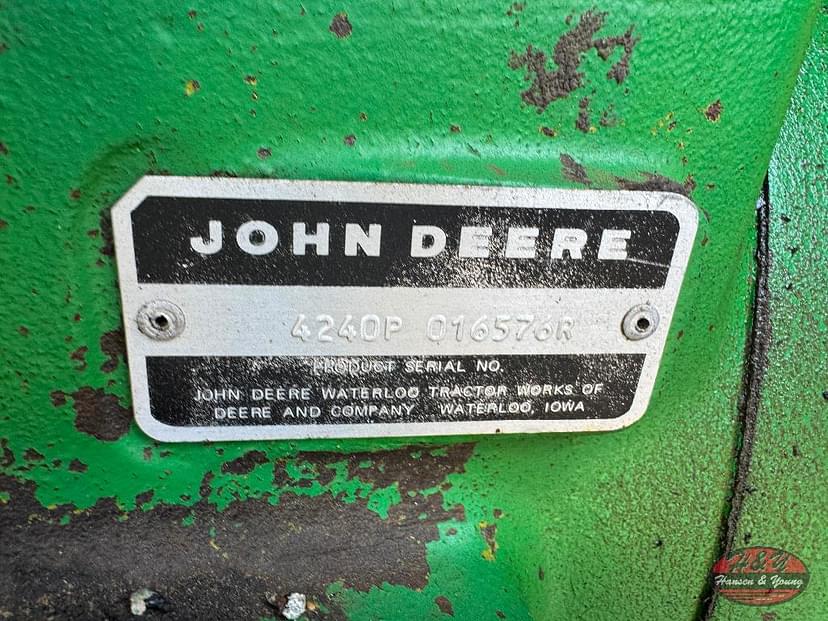 JOHN DEERE
4240P 016576R
PRODUCT SERIAL NO.
JOHN DEERE WATERLOO TRACTOR WORKS OF
DEERE AND COMPANY WATERLOO, IOWA
H&Y
Hansen & Young